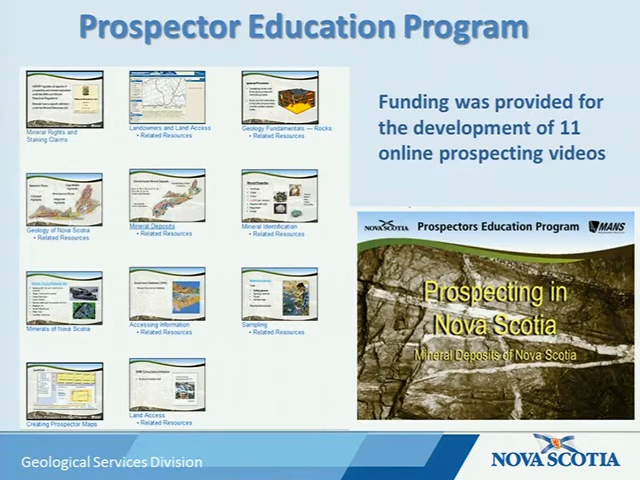 Prospector Education Program
Mineral Rights and
Staking Claims
Landowners and Land Access
• Related Resources
Geology Fundamentals — Rocks
• Related Resources
Geology of Nova Scotia
• Related Resources
Mineral Deposits
• Related Resources
Mineral Identification
• Related Resources
Minerals of Nova Scotia
Accessing Information
• Related Resources
Sampling
• Related Resources
Creating Prospector Maps
Land Access
• Related Resources
Funding was provided for
the development of 11
online prospecting videos
NOVA SCOTIA
Prospectors Education Program
MANS
Prospecting in
Nova Scotia
Mineral Deposits of Nova Scotia
Geological Services Division
NOVA SCOTIA